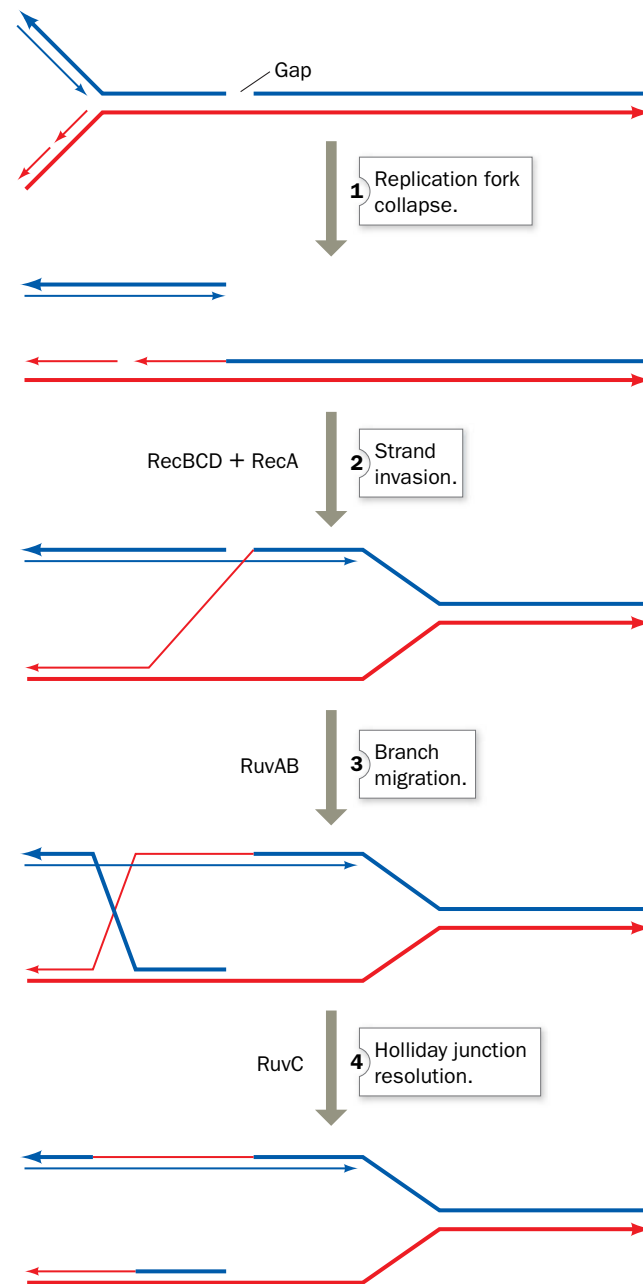 Gap
1 Replication fork
collapse.
RecBCD + RecA
2 Strand
invasion.
RuvAB
3 Branch
migration.
RuvC
4 Holliday junction
resolution.